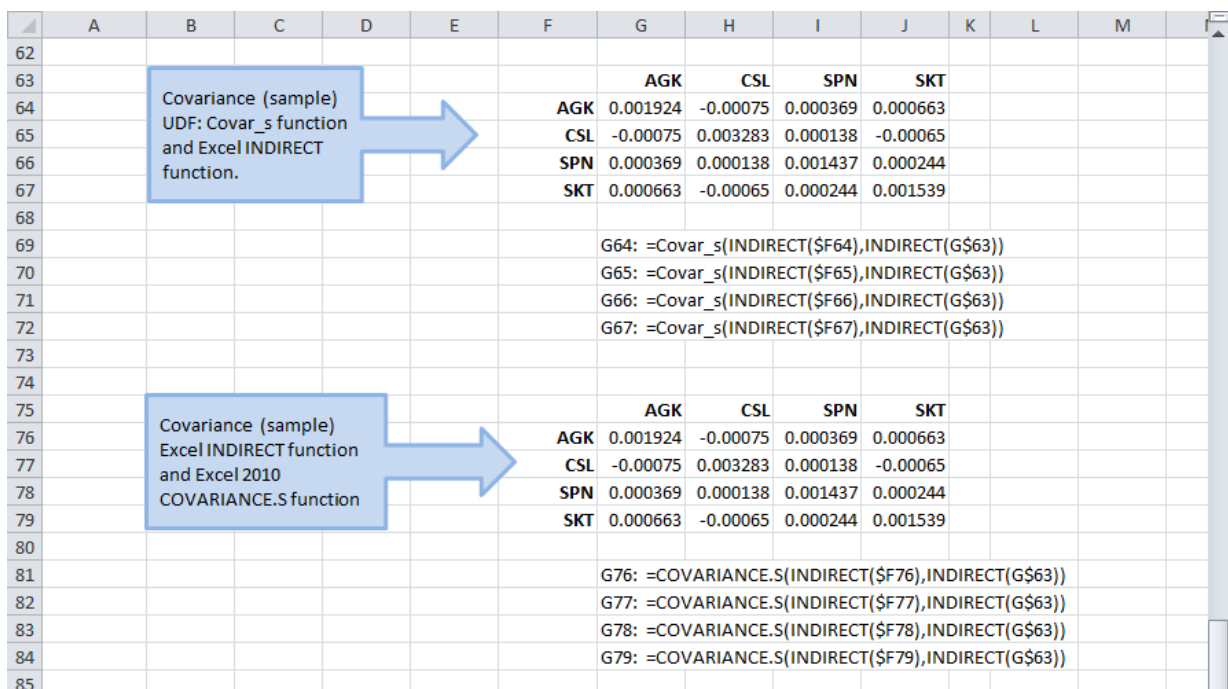 A B C D E F G H I J K L M
62
63 AGK CSL SPN SKT
64 AGK 0.001924 -0.00075 0.000369 0.000663
65 CSL -0.00075 0.003283 0.000138 -0.00065
66 SPN 0.000369 0.000138 0.001437 0.000244
67 SKT 0.000663 -0.00065 0.000244 0.001539
Covariance (sample)
UDF: Covar_s function
and Excel INDIRECT
function.
68
69 G64: =Covar_s(INDIRECT($F64),INDIRECT(G$63))
70 G65: =Covar_s(INDIRECT($F65),INDIRECT(G$63))
71 G66: =Covar_s(INDIRECT($F66),INDIRECT(G$63))
72 G67: =Covar_s(INDIRECT($F67),INDIRECT(G$63))
73
74
75 AGK CSL SPN SKT
76 AGK 0.001924 -0.00075 0.000369 0.000663
77 CSL -0.00075 0.003283 0.000138 -0.00065
78 SPN 0.000369 0.000138 0.001437 0.000244
79 SKT 0.000663 -0.00065 0.000244 0.001539
Covariance (sample)
Excel INDIRECT function
and Excel 2010
COVARIANCE.S function
80
81 G76: =COVARIANCE.S(INDIRECT($F76),INDIRECT(G$63))
82 G77: =COVARIANCE.S(INDIRECT($F77),INDIRECT(G$63))
83 G78: =COVARIANCE.S(INDIRECT($F78),INDIRECT(G$63))
84 G79: =COVARIANCE.S(INDIRECT($F79),INDIRECT(G$63))
85